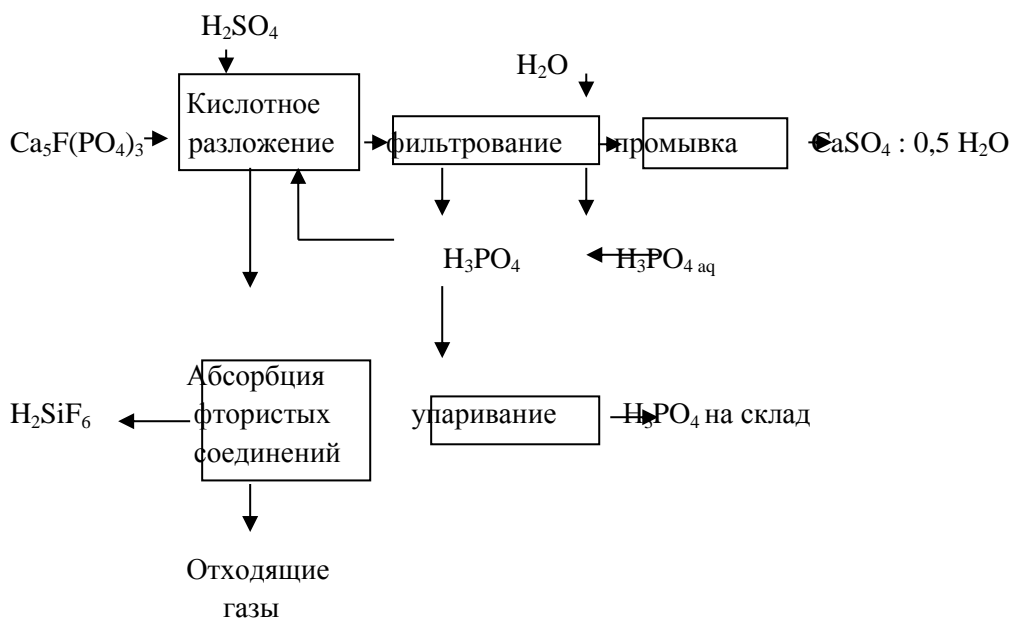 H₂SO₄
H₂O
Кислотное
разложение
Ca₅F(PO₄)₃
фильтрование
промывка
CaSO₄ : 0,5 H₂O
H₃PO₄
H₃PO₄ aq
Абсорбция
фтористых
соединений
H₂SiF₆
упаривание
H₃PO₄ на склад
Отходящие
газы